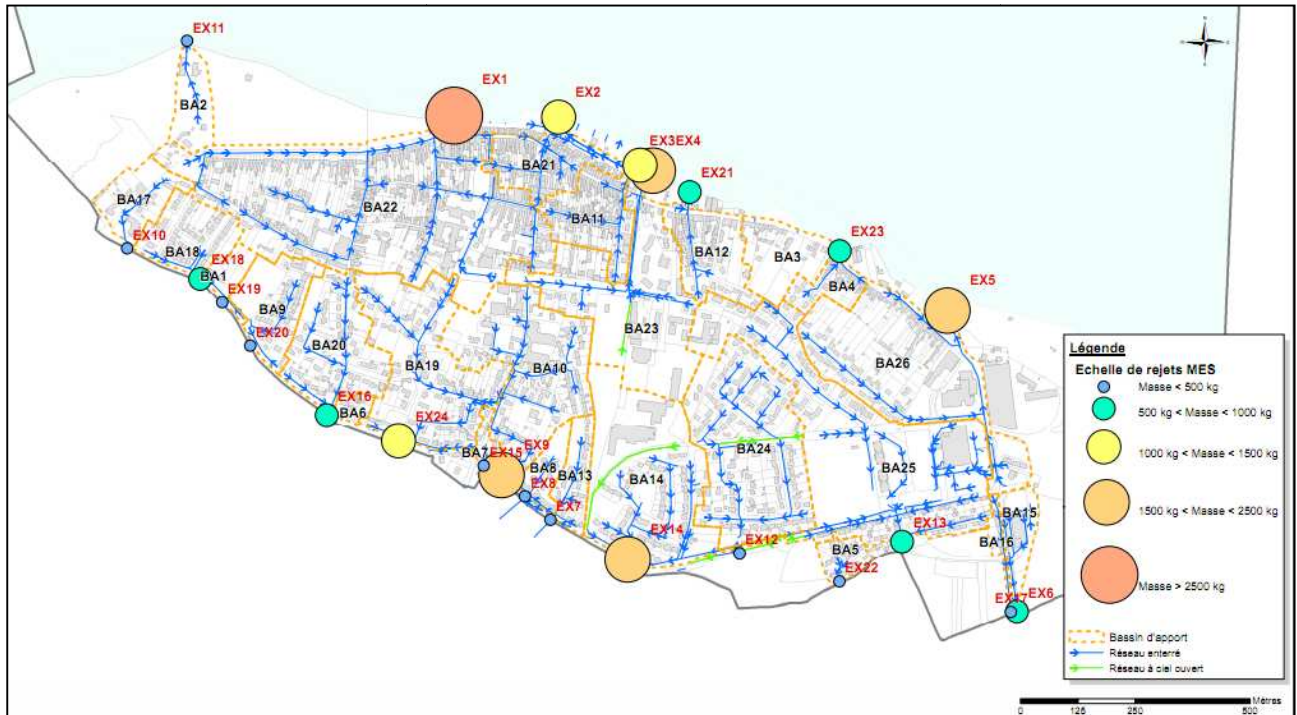 EX11
EX1
EX2
EX3EX4
EX21
EX23
EX5
BA2
BA21
BA11
BA12
BA3
BA4
BA17
BA22
EX10
BA18
EX18
BA1
EX19
BA9
BA23
BA26
EX20
BA20
BA19
BA10
EX16
BA6
EX24
BA24
BA7
EX15
EX9
BA8
BA13
BA14
BA25
EX8
EX7
EX14
EX12
EX13
BA15
BA16
BA5
EX22
EX17
EX6
Légende
Echelle de rejets MES
Masse < 500 kg
500 kg < Masse < 1000 kg
1000 kg < Masse < 1500 kg
1500 kg < Masse < 2500 kg
Masse > 2500 kg
Bassin d'apport
Réseau enterré
Réseau à ciel ouvert
Mètres
0 125 250 500